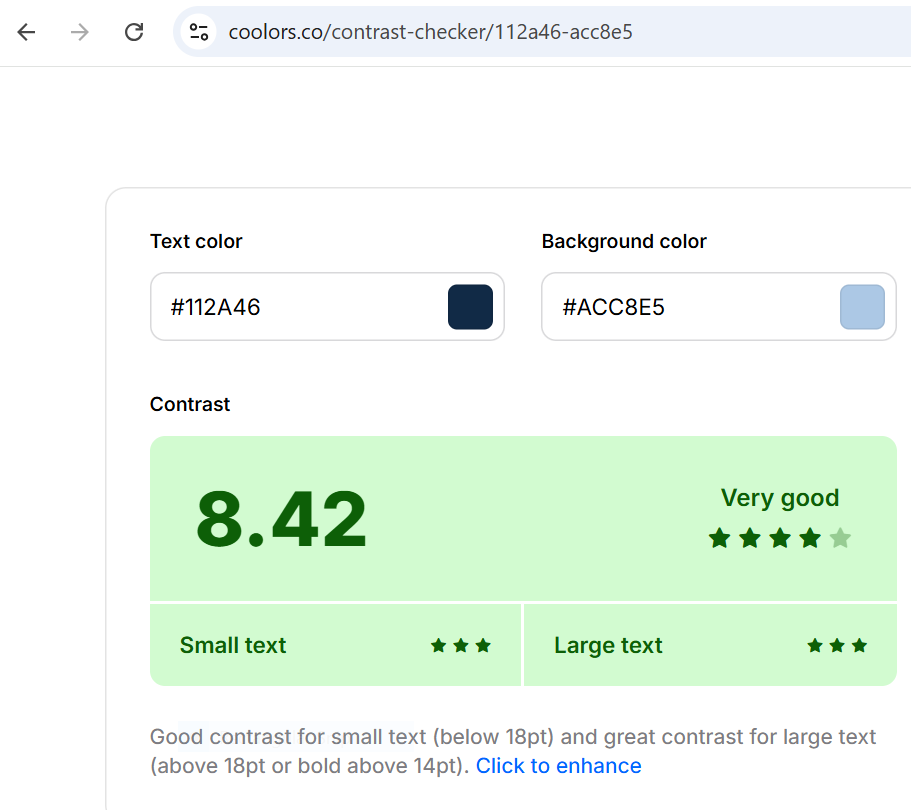 coolors.co/contrast-checker/112a46-acc8e5
Text color
Background color
#112A46
#ACC8E5
Contrast
8.42
Very good
Small text
Large text
Good contrast for small text (below 18pt) and great contrast for large text
(above 18pt or bold above 14pt). Click to enhance